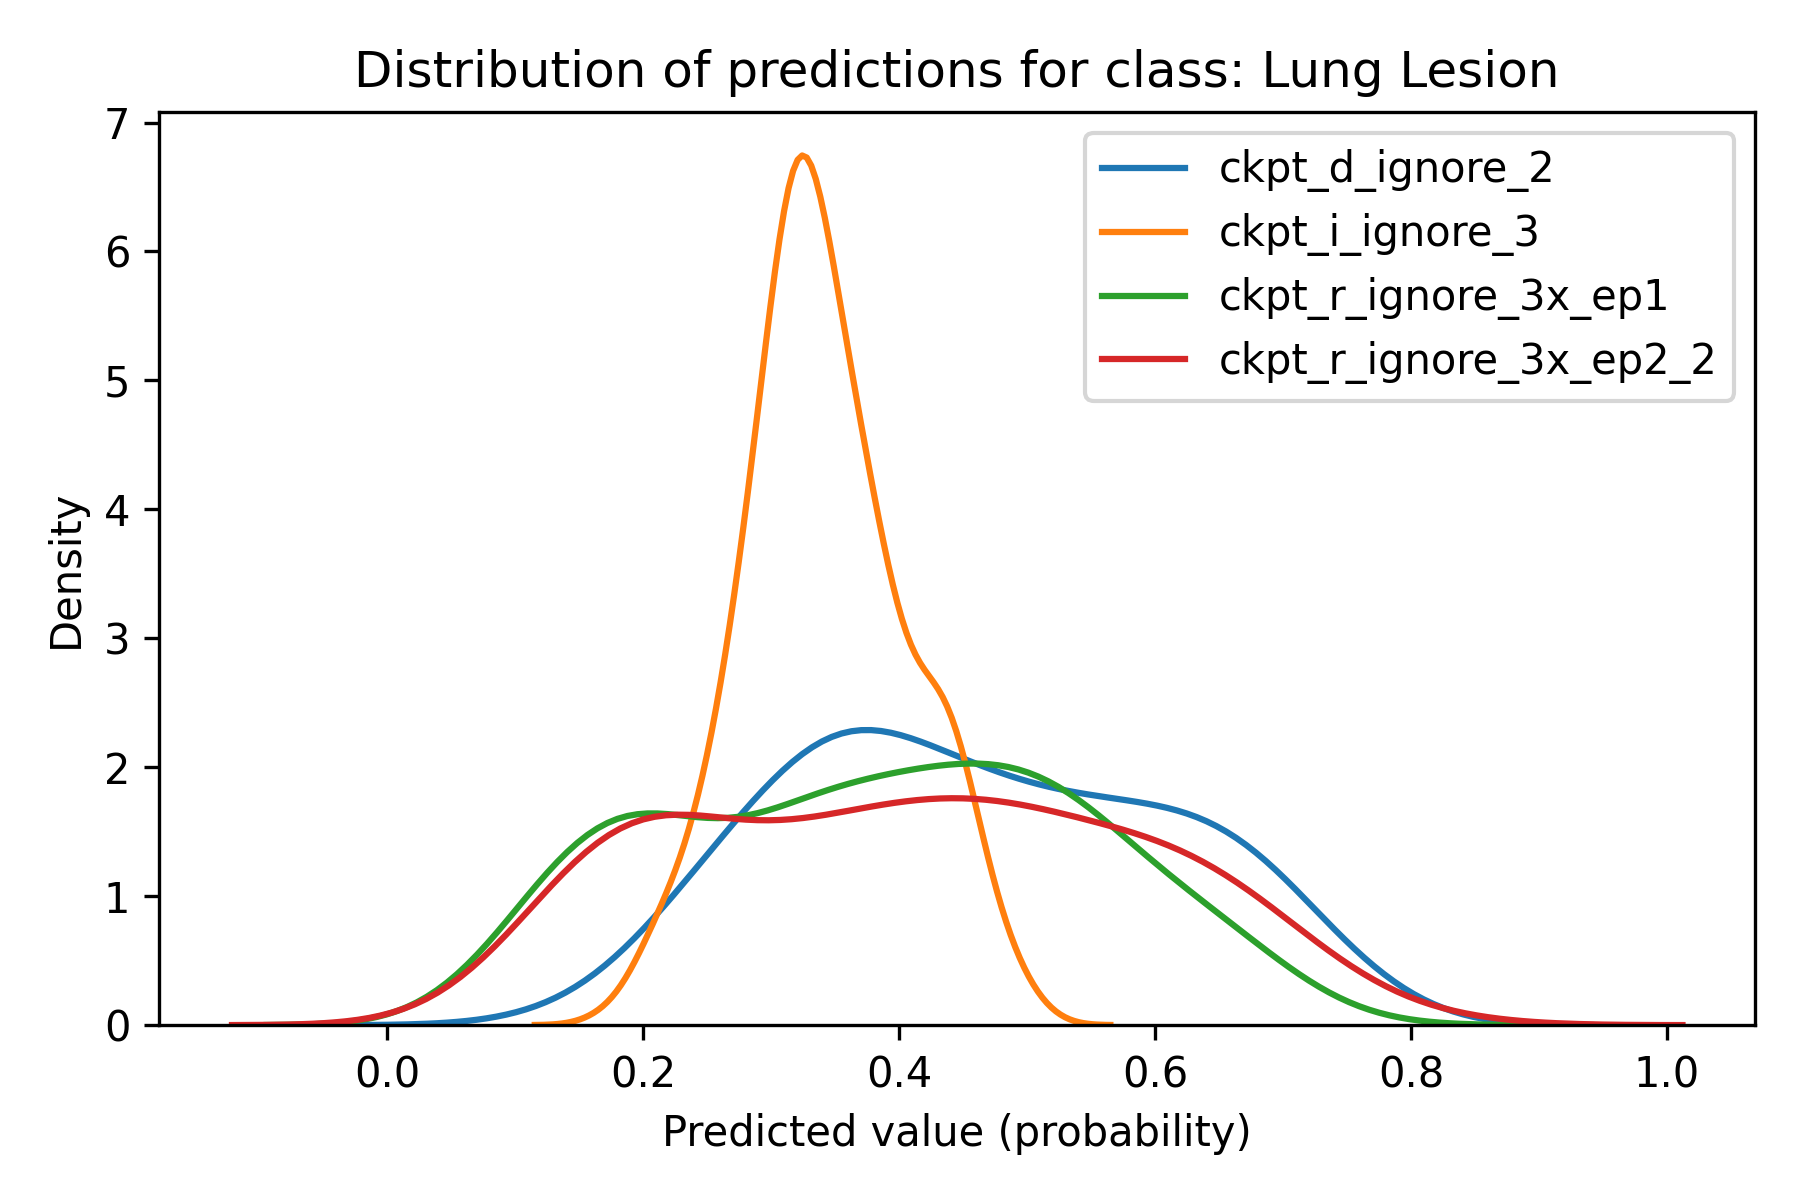 Distribution of predictions for class: Lung Lesion
7
6
5
4
3
2
1
0
Density
ckpt_d_ignore_2
ckpt_i_ignore_3
ckpt_r_ignore_3x_ep1
ckpt_r_ignore_3x_ep2_2
0.0 0.2 0.4 0.6 0.8 1.0
Predicted value (probability)